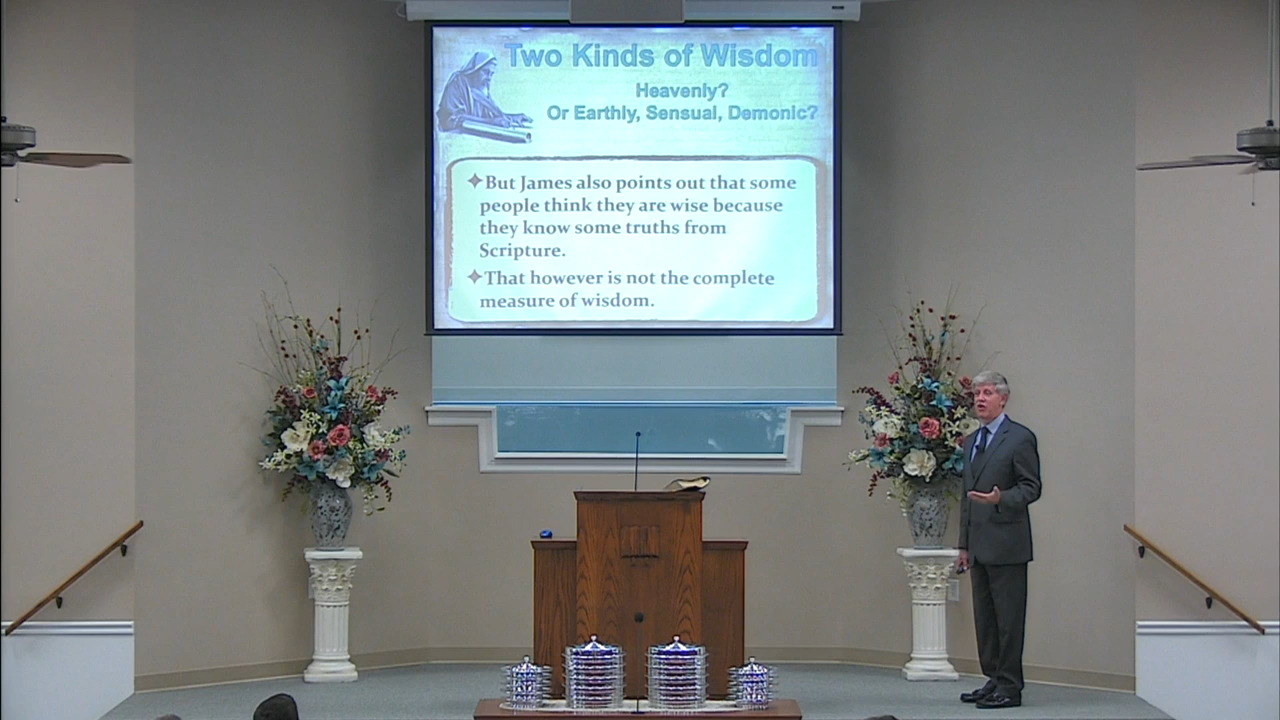 Two Kinds of Wisdom
Heavenly?
Or Earthly, Sensual, Demonic?
✦But James also points out that some
people think they are wise because
they know some truths from
Scripture.
✦That however is not the complete
measure of wisdom.